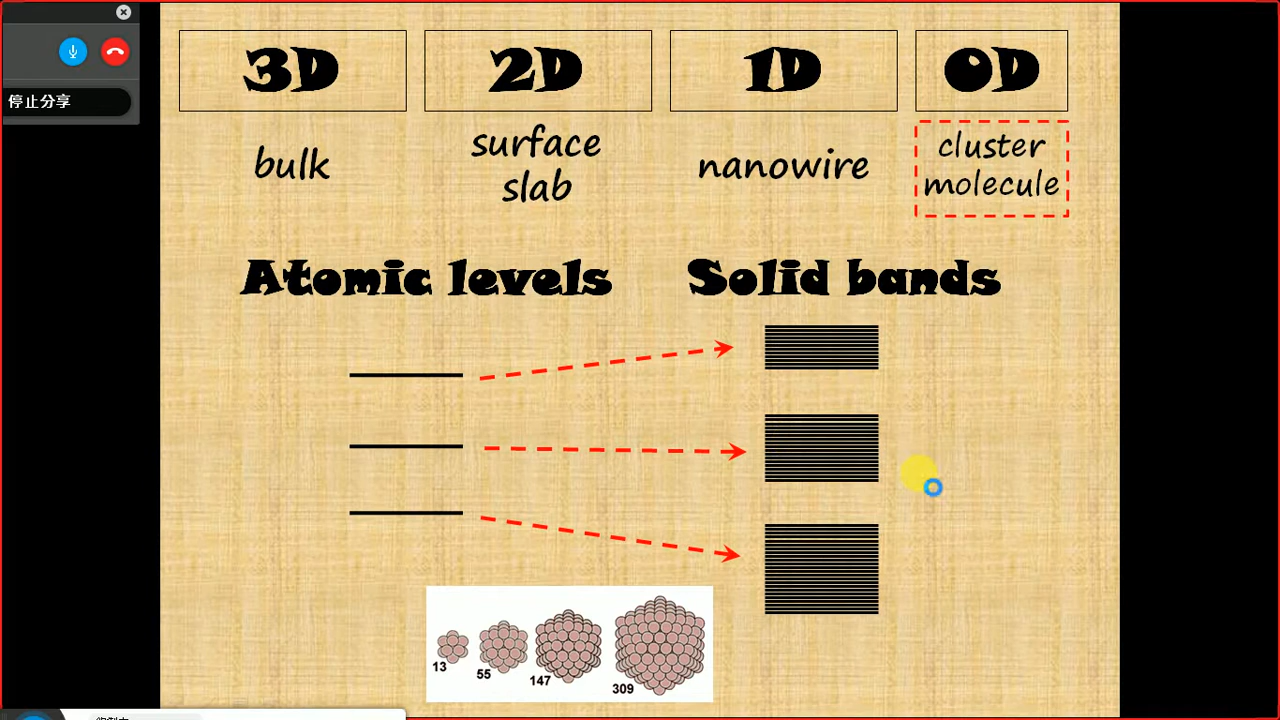 停止分享
3D
2D
1D
0D
bulk
surface
slab
nanowire
cluster
molecule
Atomic levels
Solid bands
13
55
147
309